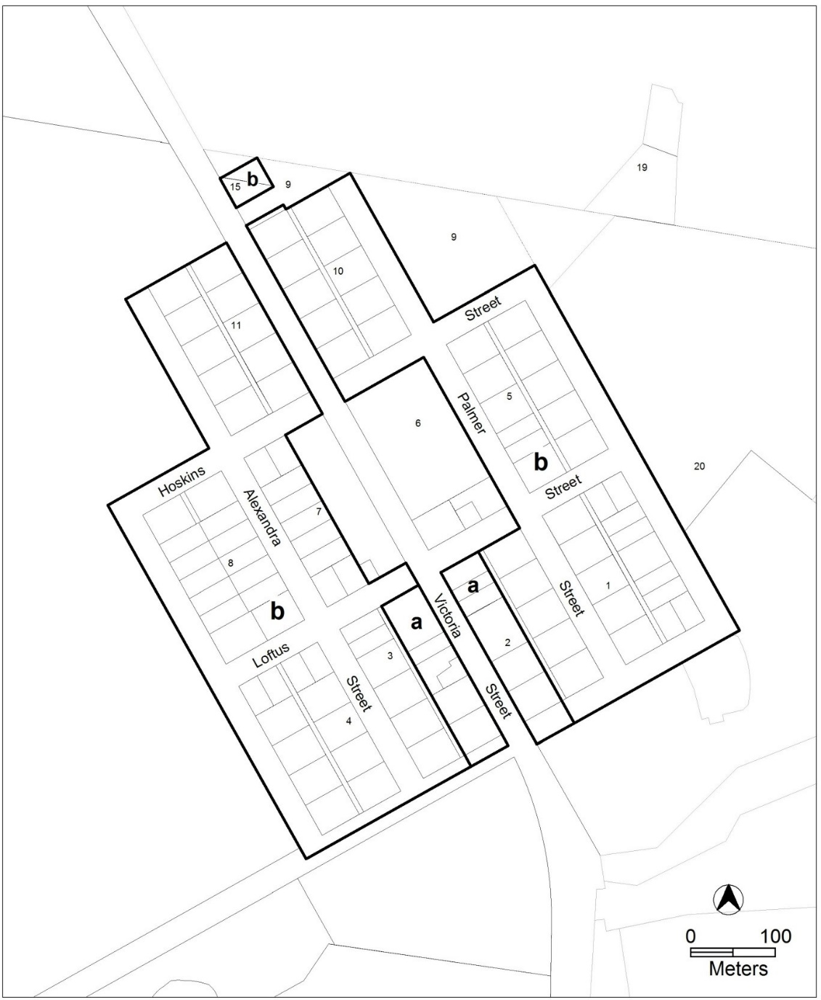 19
b
15
9
9
10
Street
11
Palmer
5
6
b
20
Hoskins
Street
Alexandra
7
8
a
1
Street
b
a
Victoria
2
Loftus
3
Street
Street
4
0 100
Meters